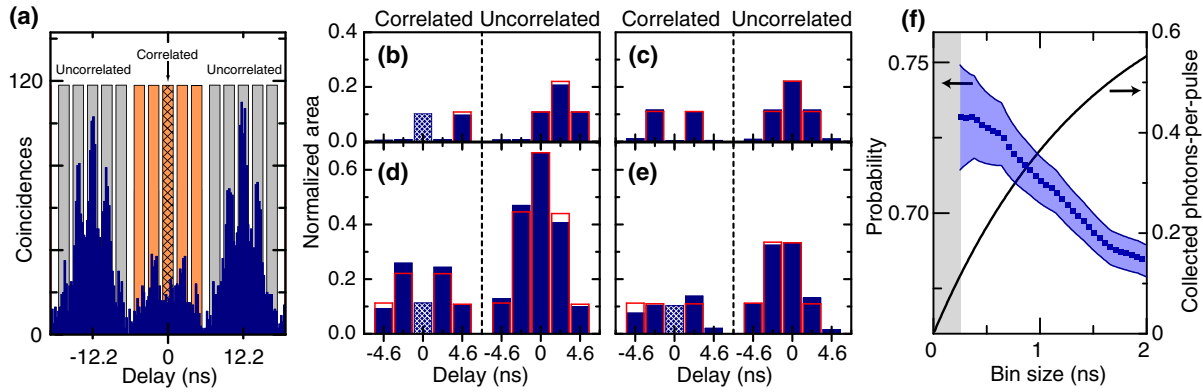 (a)
Correlated
Uncorrelated
Uncorrelated
120
60
0
Coincidences
-12.2
0
12.2
Delay (ns)
Correlated
Uncorrelated
Correlated
Uncorrelated
(b)
(c)
(d)
(e)
0.4
0.2
0.0
0.6
0.4
0.2
0.0
Normalized area
-4.6
0
4.6
-4.6
0
4.6
-4.6
0
4.6
-4.6
0
4.6
Delay (ns)
Delay (ns)
(f)
0.75
0.70
Probability
0.6
0.4
0.2
0
Collected photons-per-pulse
0
1
2
Bin size (ns)